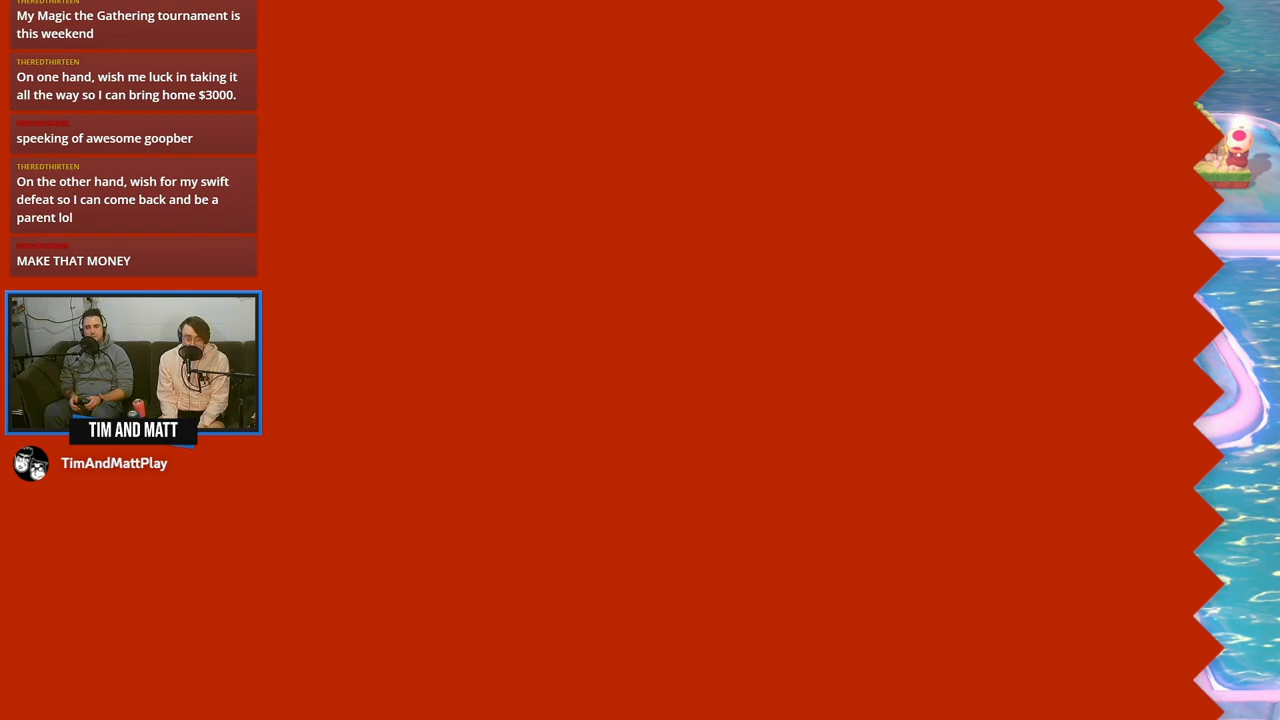 THEREDTHIRTEEN
My Magic the Gathering tournament is
this weekend
THEREDTHIRTEEN
On one hand, wish me luck in taking it
all the way so I can bring home $3000.
speeking of awesome goopber
THEREDTHIRTEEN
On the other hand, wish for my swift
defeat so I can come back and be a
parent lol
MAKE THAT MONEY
TIM AND MATT
TimAndMattPlay